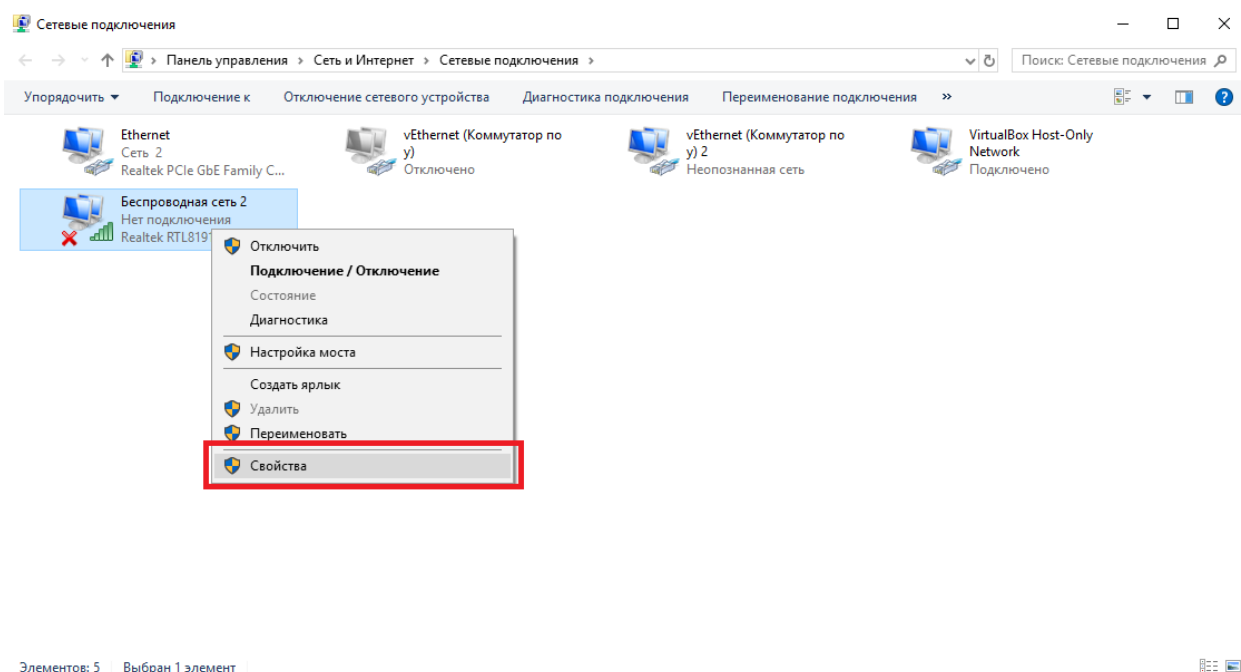 Сетевые подключения
Панель управления › Сеть и Интернет › Сетевые подключения ›
Поиск: Сетевые подключения
Упорядочить Подключение к Отключение сетевого устройства Диагностика подключения Переименование подключения »
Ethernet
Сеть 2
Realtek PCIe GbE Family C...
vEthernet (Коммутатор по
у)
Отключено
vEthernet (Коммутатор по
у) 2
Неопознанная сеть
VirtualBox Host-Only
Network
Подключено
Беспроводная сеть 2
Нет подключения
Realtek RTL819
Отключить
Подключение / Отключение
Состояние
Диагностика
Настройка моста
Создать ярлык
Удалить
Переименовать
Свойства
Элементов: 5 Выбран 1 элемент